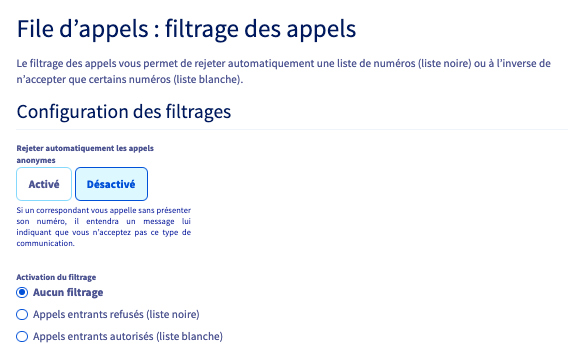 File d’appels : filtrage des appels
Le filtrage des appels vous permet de rejeter automatiquement une liste de numéros (liste noire) ou à l’inverse de
n’accepter que certains numéros (liste blanche).
Configuration des filtrages
Rejeter automatiquement les appels
anonymes
Activé Désactivé
Si un correspondant vous appelle sans présenter
son numéro, il entendra un message lui
indiquant que vous n’acceptez pas ce type de
communication.
Activation du filtrage
Aucun filtrage
Appels entrants refusés (liste noire)
Appels entrants autorisés (liste blanche)